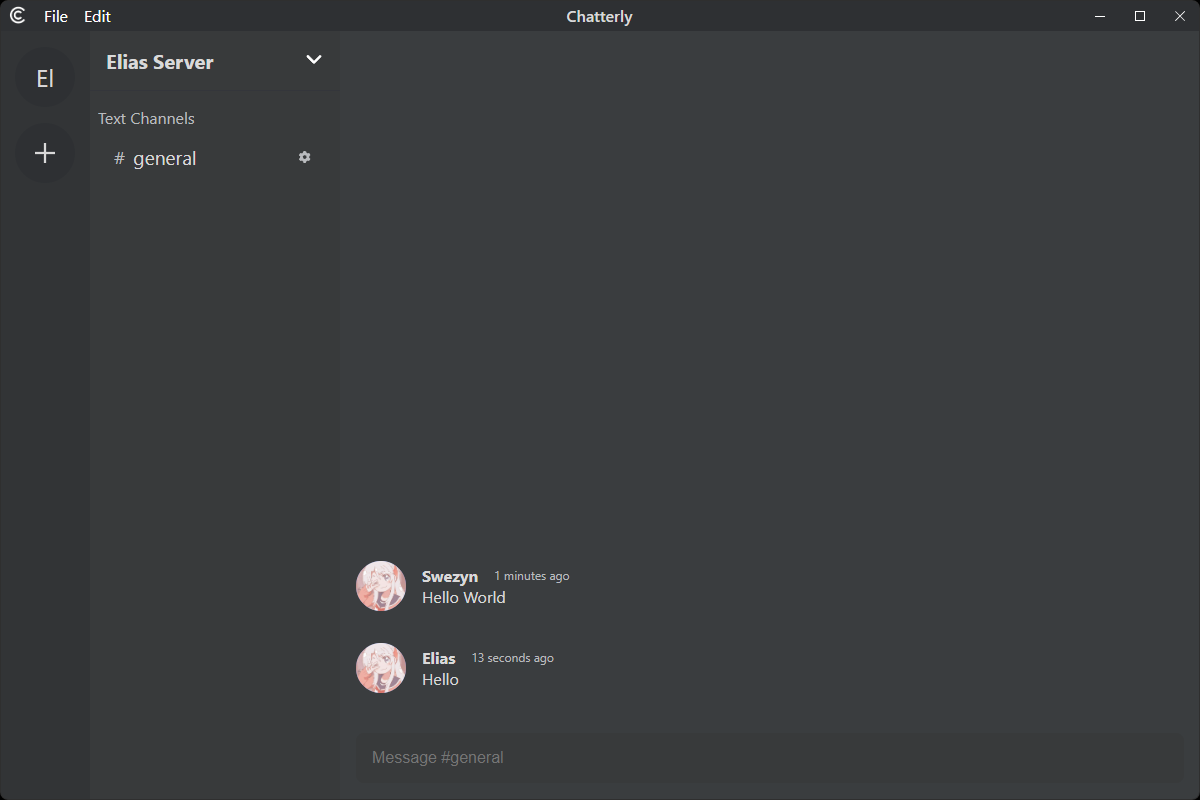 File Edit Chatterly
El
Elias Server
Text Channels
# general
Swezyn 1 minutes ago
Hello World
Elias 13 seconds ago
Hello
Message #general